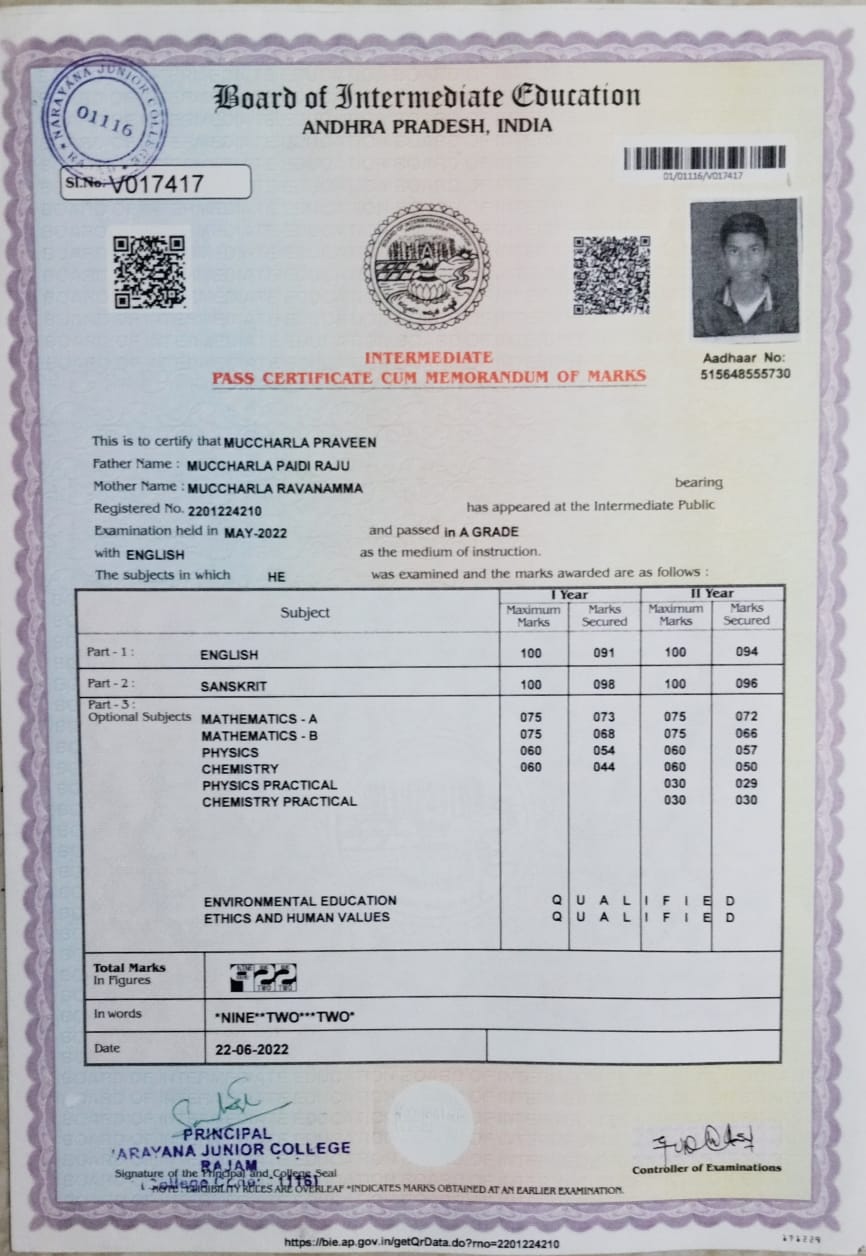 NARAYANA JUNIOR COLLEGE
01116
Board of Intermediate Education
ANDHRA PRADESH, INDIA
01/01116/V017417
Sl.No. V017417
INTERMEDIATE
PASS CERTIFICATE CUM MEMORANDUM OF MARKS
Aadhaar No:
515648555730
This is to certify that MUCCHARLA PRAVEEN
Father Name : MUCCHARLA PAIDI RAJU
Mother Name : MUCCHARLA RAVANAMMA bearing
Registered No. 2201224210 has appeared at the Intermediate Public
Examination held in MAY-2022 and passed in A GRADE
with ENGLISH as the medium of instruction.
The subjects in which HE was examined and the marks awarded are as follows :
Subject I Year II Year
Maximum Marks Marks Secured Maximum Marks Marks Secured
Part - 1 : ENGLISH 100 091 100 094
Part - 2 : SANSKRIT 100 098 100 096
Part - 3 :
Optional Subjects MATHEMATICS - A 075 073 075 072
MATHEMATICS - B 075 068 075 066
PHYSICS 060 054 060 057
CHEMISTRY 060 044 060 050
PHYSICS PRACTICAL 030 029
CHEMISTRY PRACTICAL 030 030
ENVIRONMENTAL EDUCATION Q U A L I F I E D
ETHICS AND HUMAN VALUES Q U A L I F I E D
Total Marks
In Figures 922
In words *NINE**TWO***TWO*
Date 22-06-2022
PRINCIPAL
ARAYANA JUNIOR COLLEGE
RAJAM
Signature of the Principal and College Seal
Controller of Examinations
NOTE : ELIGIBILITY RULES ARE OVERLEAF *INDICATES MARKS OBTAINED AT AN EARLIER EXAMINATION.
https://bie.ap.gov.in/getQrData.do?rno=2201224210